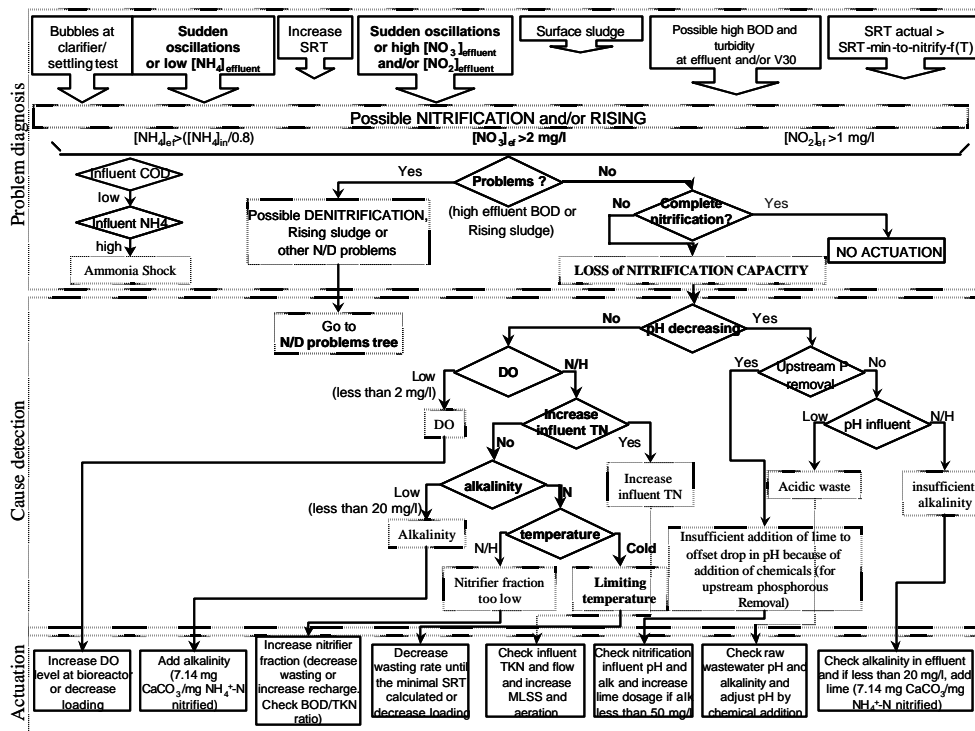 Bubbles at
clarifier/
settling test
Sudden
oscillations
or low [NH4]effluent
Increase
SRT
Sudden oscillations
or high [NO3]effluent
and/or [NO2]effluent
Surface sludge
Possible high BOD and
turbidity
at effluent and/or V30
SRT actual >
SRT-min-to-nitrify-f(T)
Problem diagnosis
Possible NITRIFICATION and/or RISING
[NH4]ef>([NH4]in/0.8)
[NO3]ef >2 mg/l
[NO2]ef >1 mg/l
Influent COD
low
Influent NH4
high
Ammonia Shock
Yes
Problems ?
No
(high effluent BOD or
Rising sludge)
Possible DENITRIFICATION,
Rising sludge or
other N/D problems
No
Complete
nitrification?
Yes
NO ACTUATION
LOSS of NITRIFICATION CAPACITY
Cause detection
Go to
N/D problems tree
No
pH decreasing
Yes
DO
N/H
Low
(less than 2 mg/l)
DO
Increase
influent TN
No
Yes
Increase
influent TN
alkalinity
Low
(less than 20 mg/l)
N
Alkalinity
temperature
N/H
Cold
Nitrifier fraction
too low
Limiting
temperature
Yes
Upstream P
removal
No
Low
pH influent
N/H
Acidic waste
insufficient
alkalinity
Insufficient addition of lime to
offset drop in pH because of
addition of chemicals (for
upstream phosphorous
Removal)
Actuation
Increase DO
level at bioreactor
or decrease
loading
Add alkalinity
(7.14 mg
CaCO3/mg NH4+-N
nitrified)
Increase nitrifier
fraction (decrease
wasting or
increase recharge.
Check BOD/TKN
ratio)
Decrease
wasting rate until
the minimal SRT
calculated or
decrease loading
Check influent
TKN and flow
and increase
MLSS and
aeration
Check nitrification
influent pH and
alk and increase
lime dosage if alk
less than 50 mg/l
Check raw
wastewater pH and
alkalinity and
adjust pH by
chemical addition
Check alkalinity in effluent
and if less than 20 mg/l, add
lime (7.14 mg CaCO3/mg
NH4+-N nitrified)